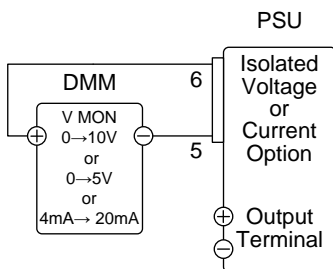 PSU
DMM
6
Isolated
Voltage
or
Current
Option
V MON
0→10V
or
0→5V
or
4mA→ 20mA
5
Output
Terminal